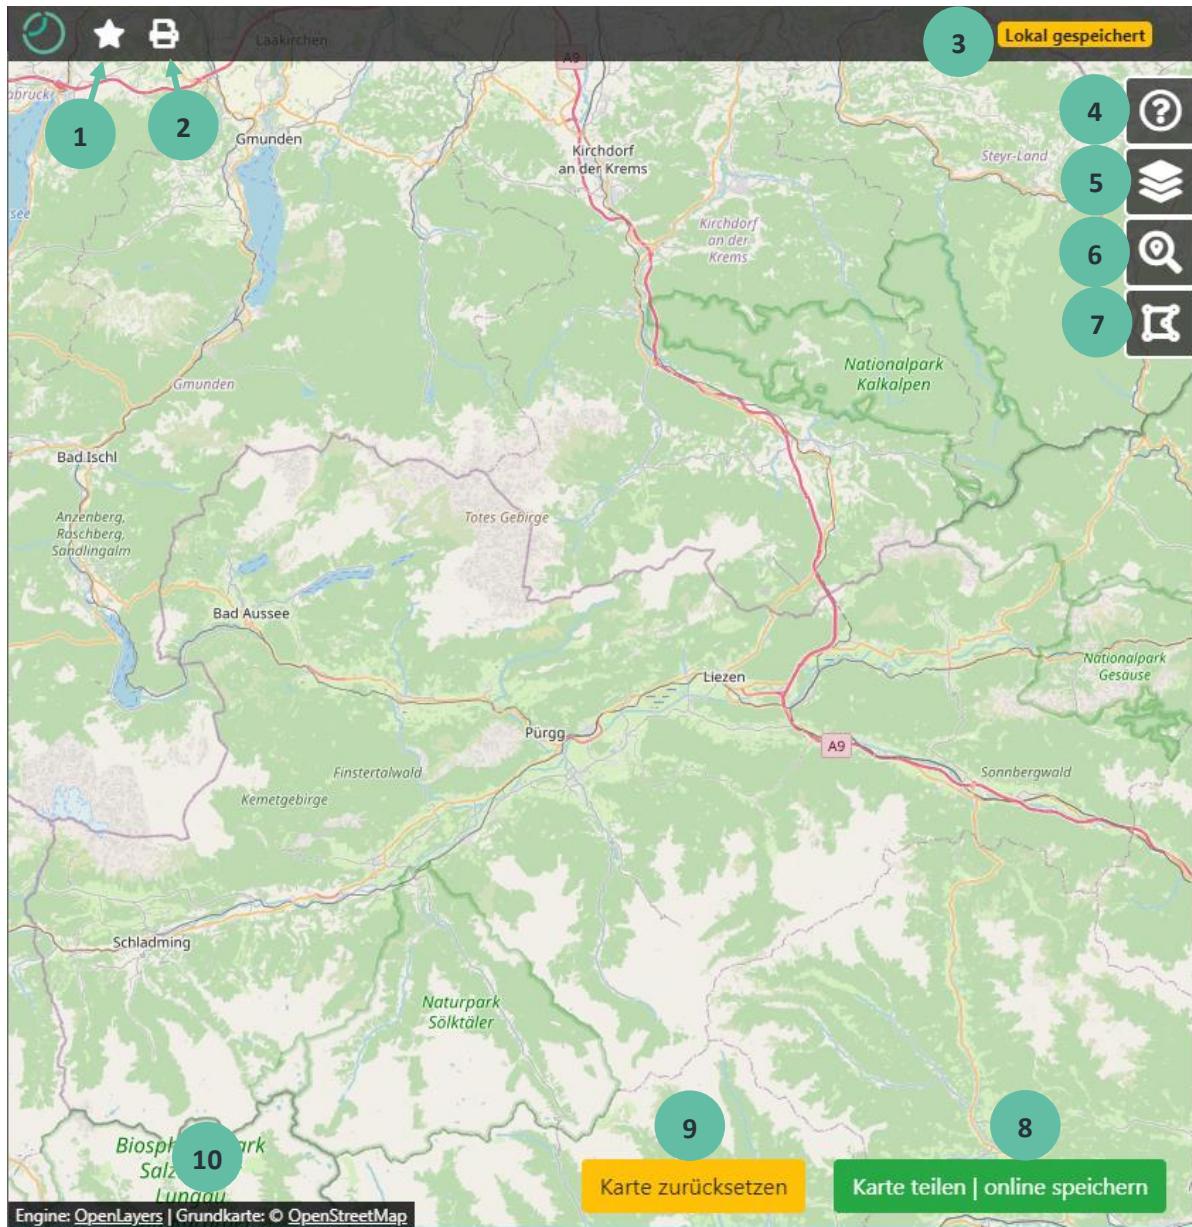 Laakirchen
A9
3
Lokal gespeichert
1
2
4
Gmunden
Kirchdorf
an der Krems
Steyr-Land
5
Kirchdorf
an der
Krems
6
7
Nationalpark
Kalkalpen
Gmunden
Bad Ischl
Anzenberg,
Raschberg,
Sandlingalm
Totes Gebirge
Bad Aussee
Liezen
Nationalpark
Gesäuse
Pürgg
A9
Finstertalwald
Sonnbergwald
Kemetgebirge
Schladming
Naturpark
Sölktäler
9
8
10
Lungau
Karte zurücksetzen
Karte teilen | online speichern
Engine: OpenLayers | Grundkarte: © OpenStreetMap